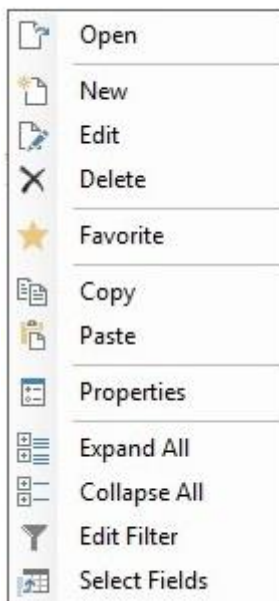 Open
New
Edit
Delete
Favorite
Copy
Paste
Properties
Expand All
Collapse All
Edit Filter
Select Fields